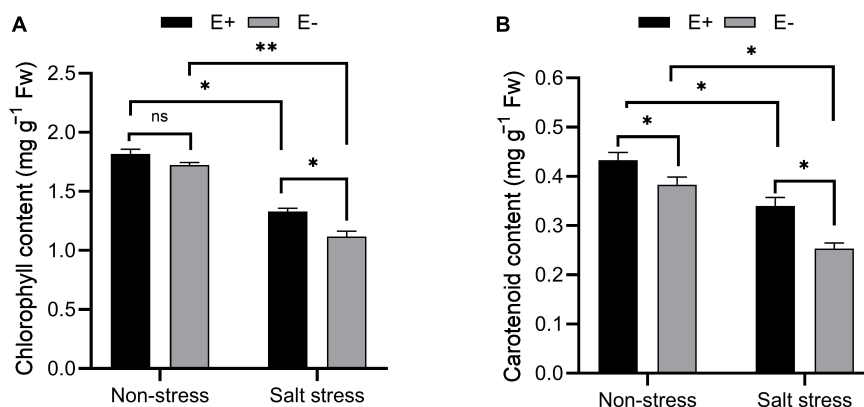 A
E+ E-
Chlorophyll content (mg g⁻¹ Fw)
2.5
2.0
1.5
1.0
0.5
0.0
**
*
ns
*
Non-stress Salt stress
B
E+ E-
Carotenoid content (mg g⁻¹ Fw)
0.6
0.5
0.4
0.3
0.2
0.1
0.0
*
*
*
*
Non-stress Salt stress